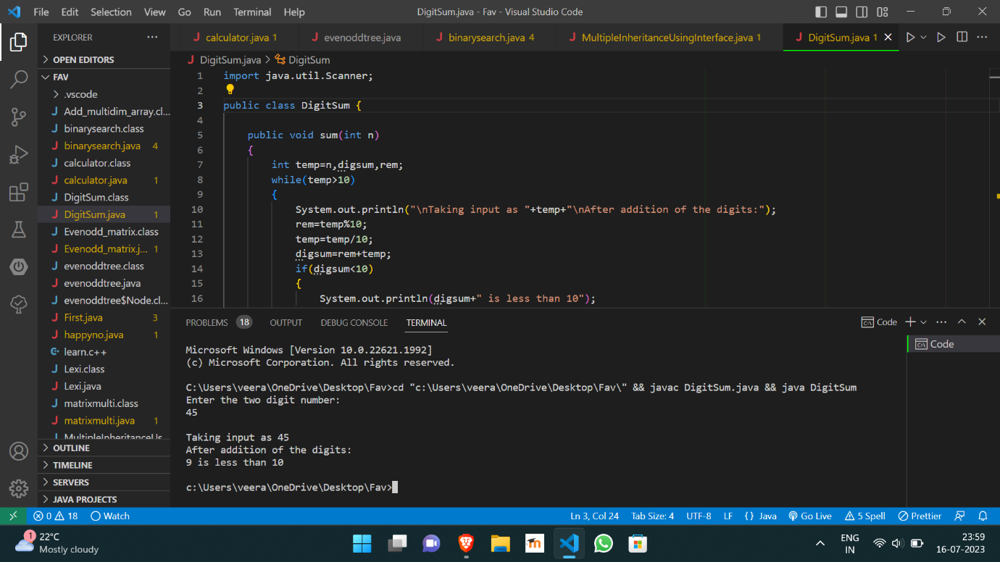 File Edit Selection View Go Run Terminal Help DigitSum.java - Fav - Visual Studio Code
EXPLORER
calculator.java 1 evenoddtree.java binarysearch.java 4 MultipleInheritanceUsingInterface.java 1 DigitSum.java 1
OPEN EDITORS
FAV
.vscode
Add_multidim_array.cl...
binarysearch.class
binarysearch.java 4
calculator.class
calculator.java 1
DigitSum.class
DigitSum.java 1
Evenodd_matrix.class
Evenodd_matrix.j... 1
evenoddtree.class
evenoddtree.java
evenoddtree$Node.cl...
First.java 3
happyno.java 1
learn.c++
Lexi.class
Lexi.java
matrixmulti.class
matrixmulti.java 1
MultipleInheritanceUs
OUTLINE
TIMELINE
SERVERS
JAVA PROJECTS
DigitSum.java > DigitSum
1 import java.util.Scanner;
2
3 public class DigitSum {
4
5 public void sum(int n)
6 {
7 int temp=n,digsum,rem;
8 while(temp>10)
9 {
10 System.out.println("\nTaking input as "+temp+"\nAfter addition of the digits:");
11 rem=temp%10;
12 temp=temp/10;
13 digsum=rem+temp;
14 if(digsum<10)
15 {
16 System.out.println(digsum+" is less than 10");
PROBLEMS 18 OUTPUT DEBUG CONSOLE TERMINAL Code
Code
Microsoft Windows [Version 10.0.22621.1992]
(c) Microsoft Corporation. All rights reserved.
C:\Users\veera\OneDrive\Desktop\Fav>cd "c:\Users\veera\OneDrive\Desktop\Fav\" && javac DigitSum.java && java DigitSum
Enter the two digit number:
45
Taking input as 45
After addition of the digits:
9 is less than 10
c:\Users\veera\OneDrive\Desktop\Fav>
0 18 Watch Ln 3, Col 24 Tab Size: 4 UTF-8 LF {} Java Go Live 5 Spell Prettier
1
22°C
Mostly cloudy
ENG
IN
23:59
16-07-2023